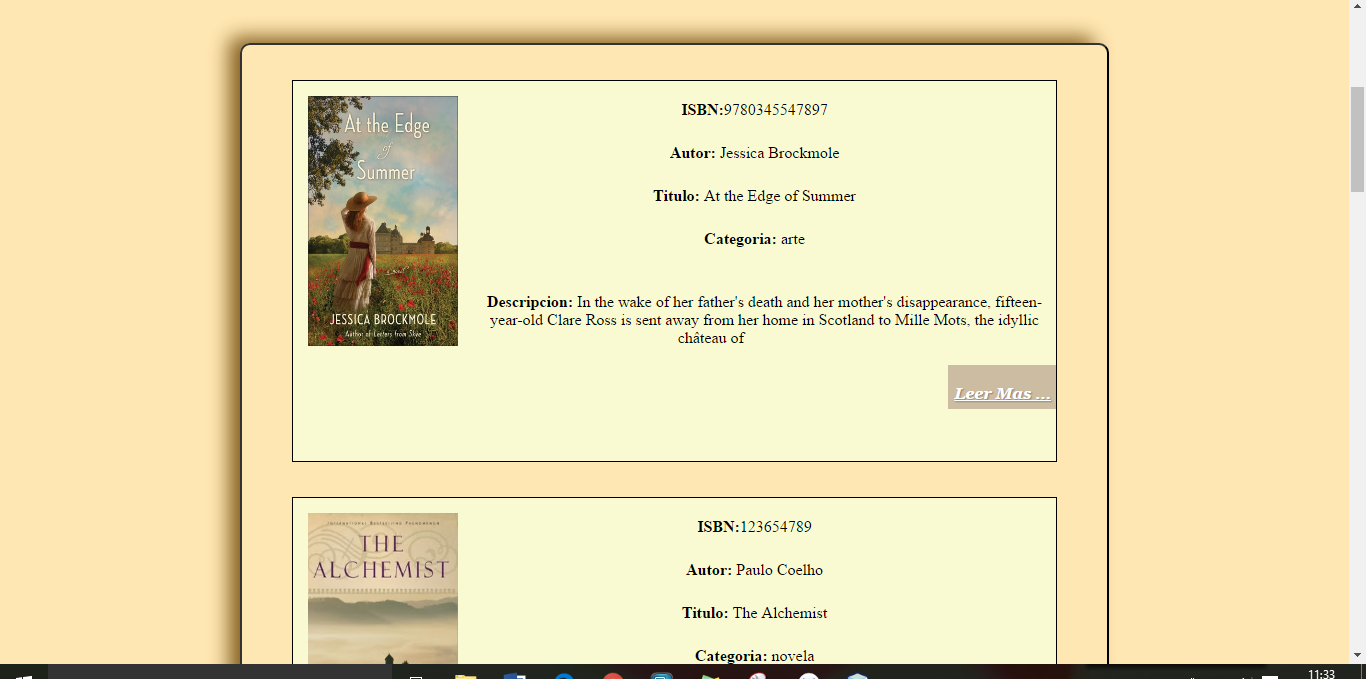 At the Edge
of
Summer
a novel
JESSICA BROCKMOLE
Author of Letters from Skye
ISBN:9780345547897
Autor: Jessica Brockmole
Titulo: At the Edge of Summer
Categoria: arte
Descripcion: In the wake of her father's death and her mother's disappearance, fifteen-
year-old Clare Ross is sent away from her home in Scotland to Mille Mots, the idyllic
château of
Leer Mas ...
INTERNATIONAL BESTSELLING PHENOMENON
THE
ALCHEMIST
ISBN:123654789
Autor: Paulo Coelho
Titulo: The Alchemist
Categoria: novela
11:33